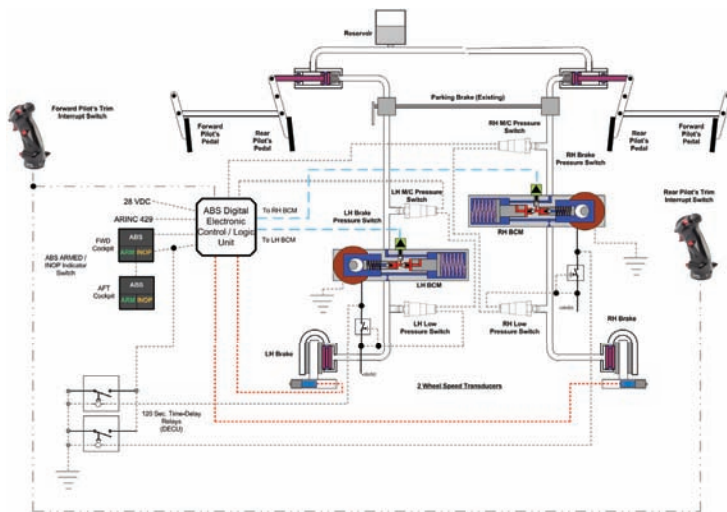 Reservoir
Forward Pilot's Trim
Interrupt Switch
Forward
Pilot's
Pedal
Rear
Pilot's
Pedal
Parking Brake (Existing)
RH M/C Pressure
Switch
RH Brake
Pressure Switch
Rear
Pilot's
Pedal
Forward
Pilot's
Pedal
28 VDC
ARINC 429
ABS Digital
Electronic
Control / Logic
Unit
To RH BCM
To LH BCM
LH M/C Pressure
Switch
LH Brake
Pressure Switch
RH BCM
Rear Pilot's Trim
Interrupt Switch
FWD
Cockpit
ABS
ARM INOP
ABS ARMED /
INOP Indicator
Switch
AFT
Cockpit
ABS
ARM INOP
LH BCM
LH Low
Pressure Switch
RH Low
Pressure Switch
LH Brake
RH Brake
2 Wheel Speed Transducers
120 Sec. Time-Delay
Relays
(DECU)